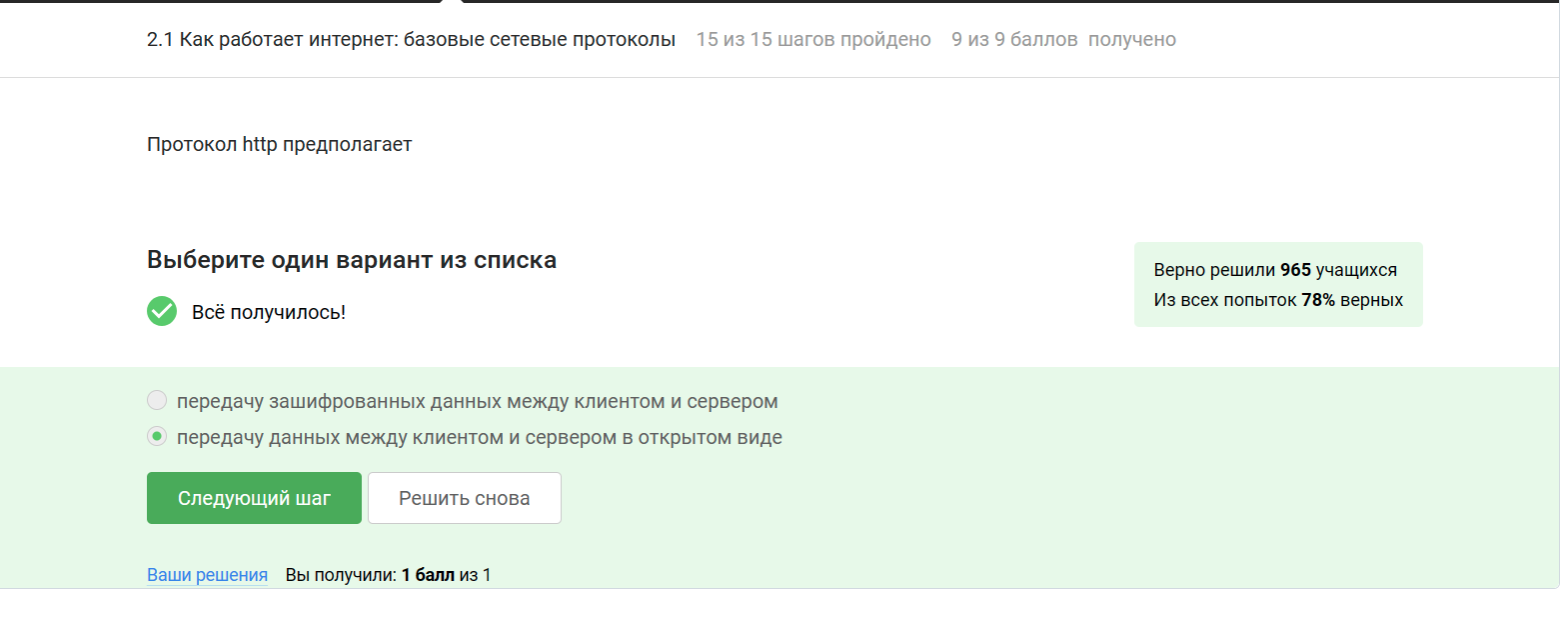 2.1 Как работает интернет: базовые сетевые протоколы 15 из 15 шагов пройдено 9 из 9 баллов получено
Протокол http предполагает
Выберите один вариант из списка
Всё получилось!
Верно решили 965 учащихся
Из всех попыток 78% верных
передачу зашифрованных данных между клиентом и сервером
передачу данных между клиентом и сервером в открытом виде
Следующий шаг Решить снова
Ваши решения Вы получили: 1 балл из 1